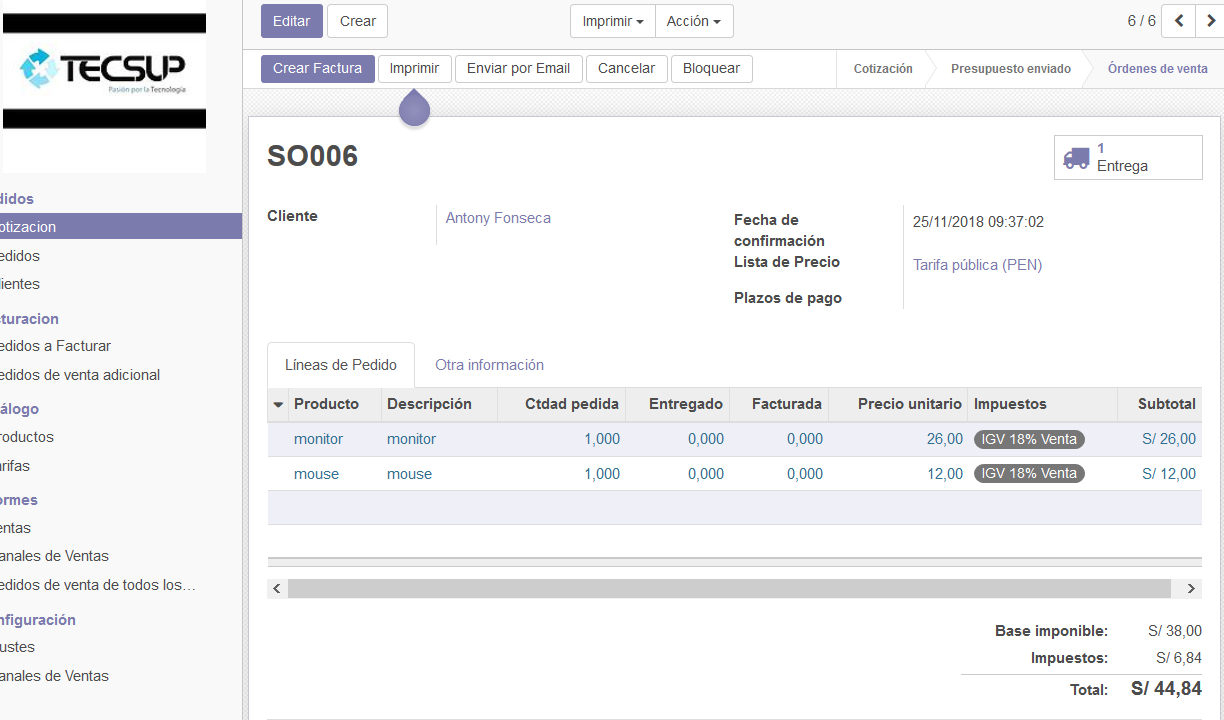 Editar Crear Imprimir Acción 6 / 6
TECSUP
Pasión por la Tecnología
Crear Factura Imprimir Enviar por Email Cancelar Bloquear Cotización Presupuesto enviado Órdenes de venta
didos
otizacion
edidos
ientes
cturacion
edidos a Facturar
edidos de venta adicional
álogo
roductos
arifas
ormes
entas
anales de Ventas
edidos de venta de todos los...
nfiguración
ustes
anales de Ventas
SO006
1
Entrega
Cliente Antony Fonseca
Fecha de
confirmación 25/11/2018 09:37:02
Lista de Precio Tarifa pública (PEN)
Plazos de pago
Líneas de Pedido Otra información
Producto Descripción Ctdad pedida Entregado Facturada Precio unitario Impuestos Subtotal
monitor monitor 1,000 0,000 0,000 26,00 IGV 18% Venta S/ 26,00
mouse mouse 1,000 0,000 0,000 12,00 IGV 18% Venta S/ 12,00
Base imponible: S/ 38,00
Impuestos: S/ 6,84
Total: S/ 44,84